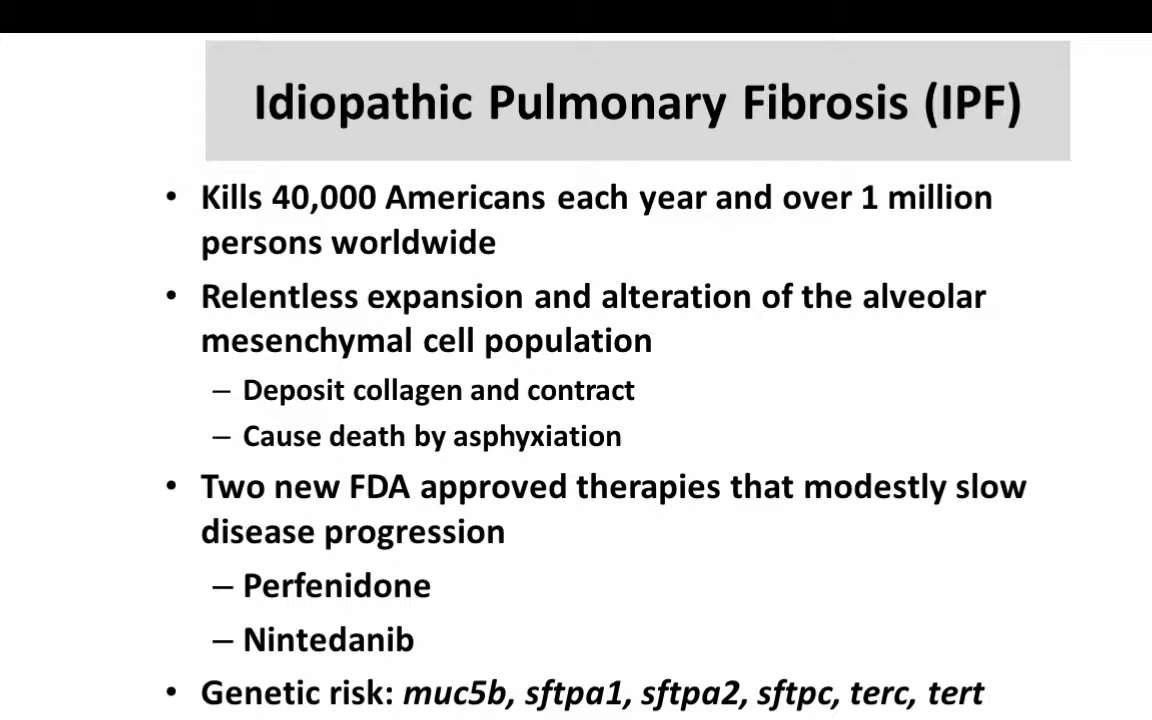 Idiopathic Pulmonary Fibrosis (IPF)
• Kills 40,000 Americans each year and over 1 million
persons worldwide
• Relentless expansion and alteration of the alveolar
mesenchymal cell population
– Deposit collagen and contract
– Cause death by asphyxiation
• Two new FDA approved therapies that modestly slow
disease progression
– Perfenidone
– Nintedanib
• Genetic risk: muc5b, sftpa1, sftpa2, sftpc, terc, tert